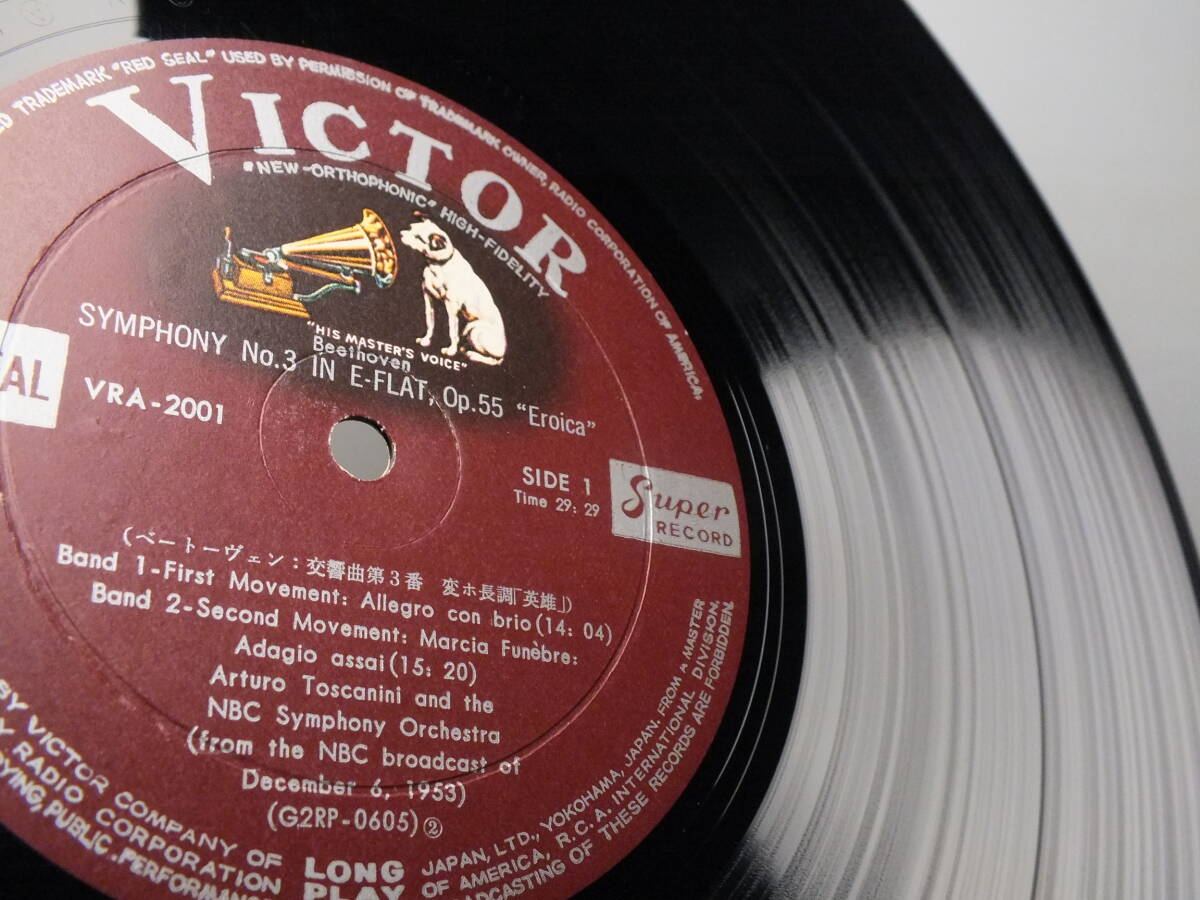 TRADEMARK "RED SEAL" USED BY PERMISSION OF TRADEMARK OWNER, RADIO CORPORATION OF AMERICA.
VICTOR
"NEW-ORTHOPHONIC" HIGH-FIDELITY
"HIS MASTER'S VOICE"
Beethoven
SYMPHONY No.3 IN E-FLAT, Op.55 "Eroica"
AL
VRA-2001
SIDE 1
Time 29: 29
Super
RECORD
(ベートーヴェン:交響曲第3番 変ホ長調「英雄」)
Band 1-First Movement: Allegro con brio(14: 04)
Band 2-Second Movement: Marcia Funèbre:
Adagio assai(15: 20)
Arturo Toscanini and the
NBC Symphony Orchestra
(from the NBC broadcast of
December 6, 1953)
(G2RP-0605)②
LONG
PLAY
BY VICTOR COMPANY OF JAPAN, LTD., YOKOHAMA, JAPAN. FROM A MASTER
BY RADIO CORPORATION OF AMERICA, R.C.A. INTERNATIONAL DIVISION.
PUBLIC PERFORMANCE BROADCASTING OF THESE RECORDS ARE FORBIDDEN.